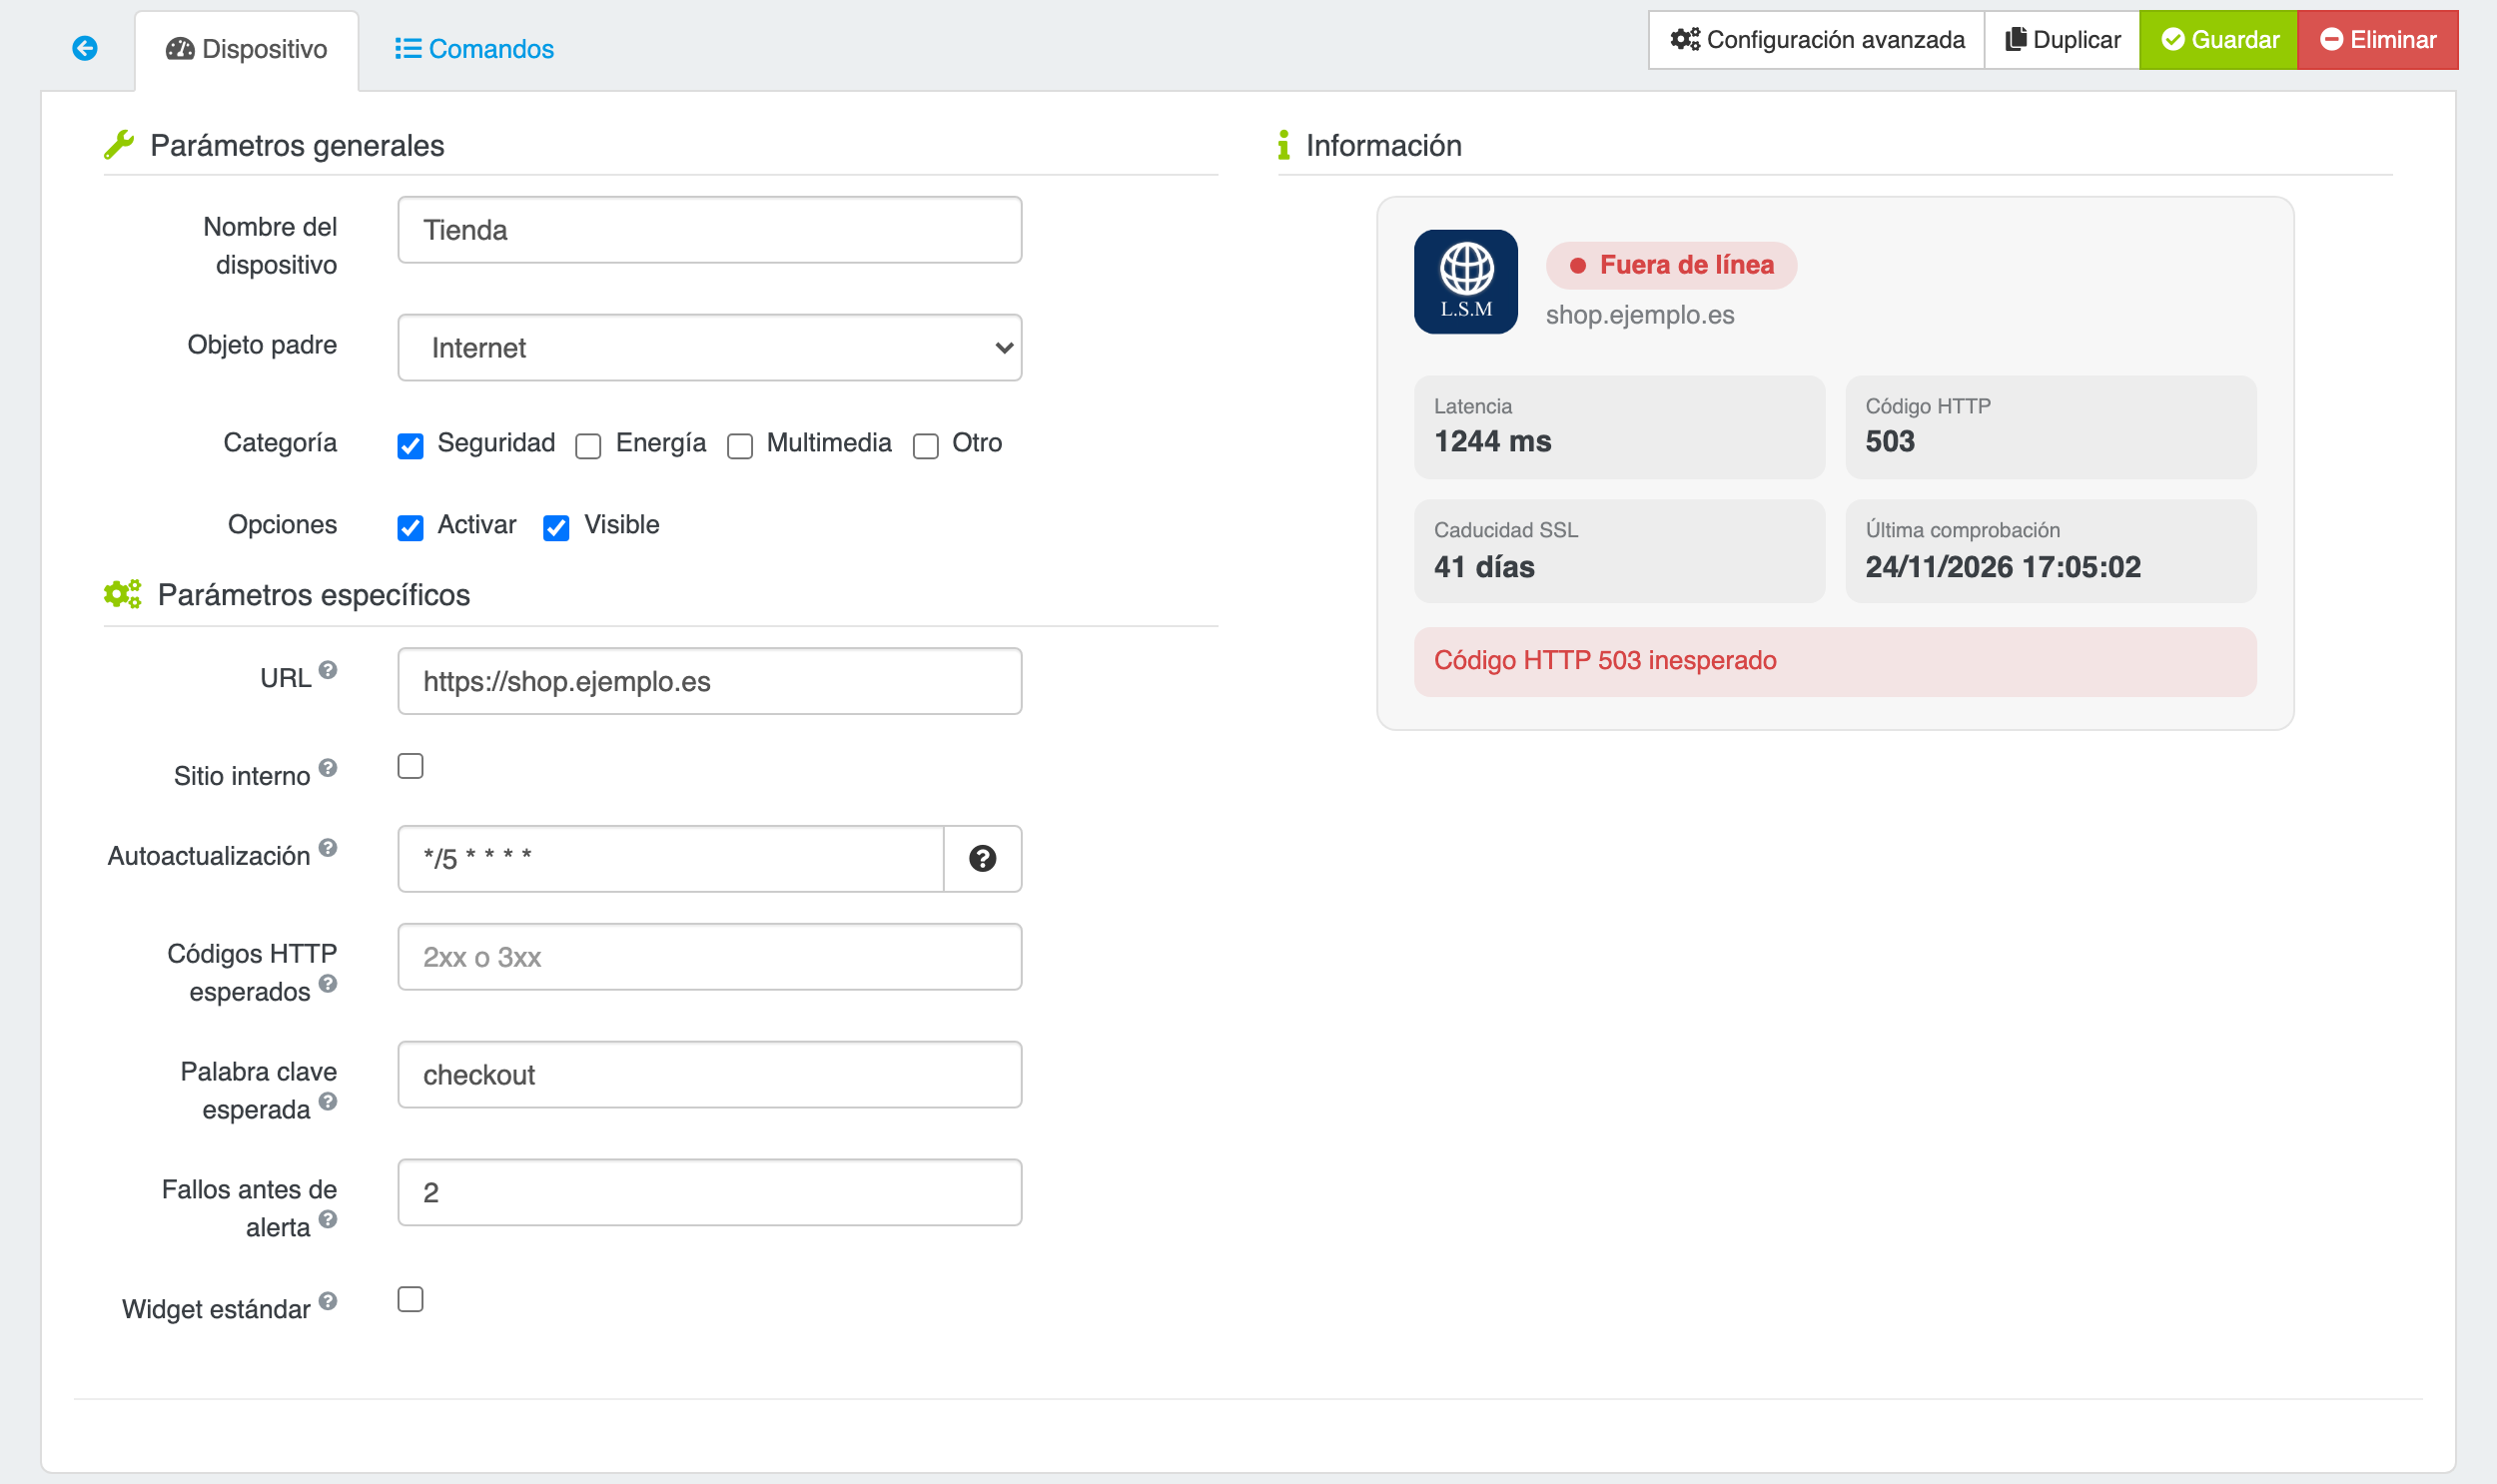 Dispositivo
Comandos
Configuración avanzada
Duplicar
Guardar
Eliminar
Parámetros generales
Nombre del
dispositivo
Tienda
Objeto padre
Internet
Categoría
Seguridad
Energía
Multimedia
Otro
Opciones
Activar
Visible
Parámetros específicos
URL
https://shop.ejemplo.es
Sitio interno
Autoactualización
*/5 * * * *
Códigos HTTP
esperados
2xx o 3xx
Palabra clave
esperada
checkout
Fallos antes de
alerta
2
Widget estándar
Información
L.S.M
Fuera de línea
shop.ejemplo.es
Latencia
1244 ms
Código HTTP
503
Caducidad SSL
41 días
Última comprobación
24/11/2026 17:05:02
Código HTTP 503 inesperado